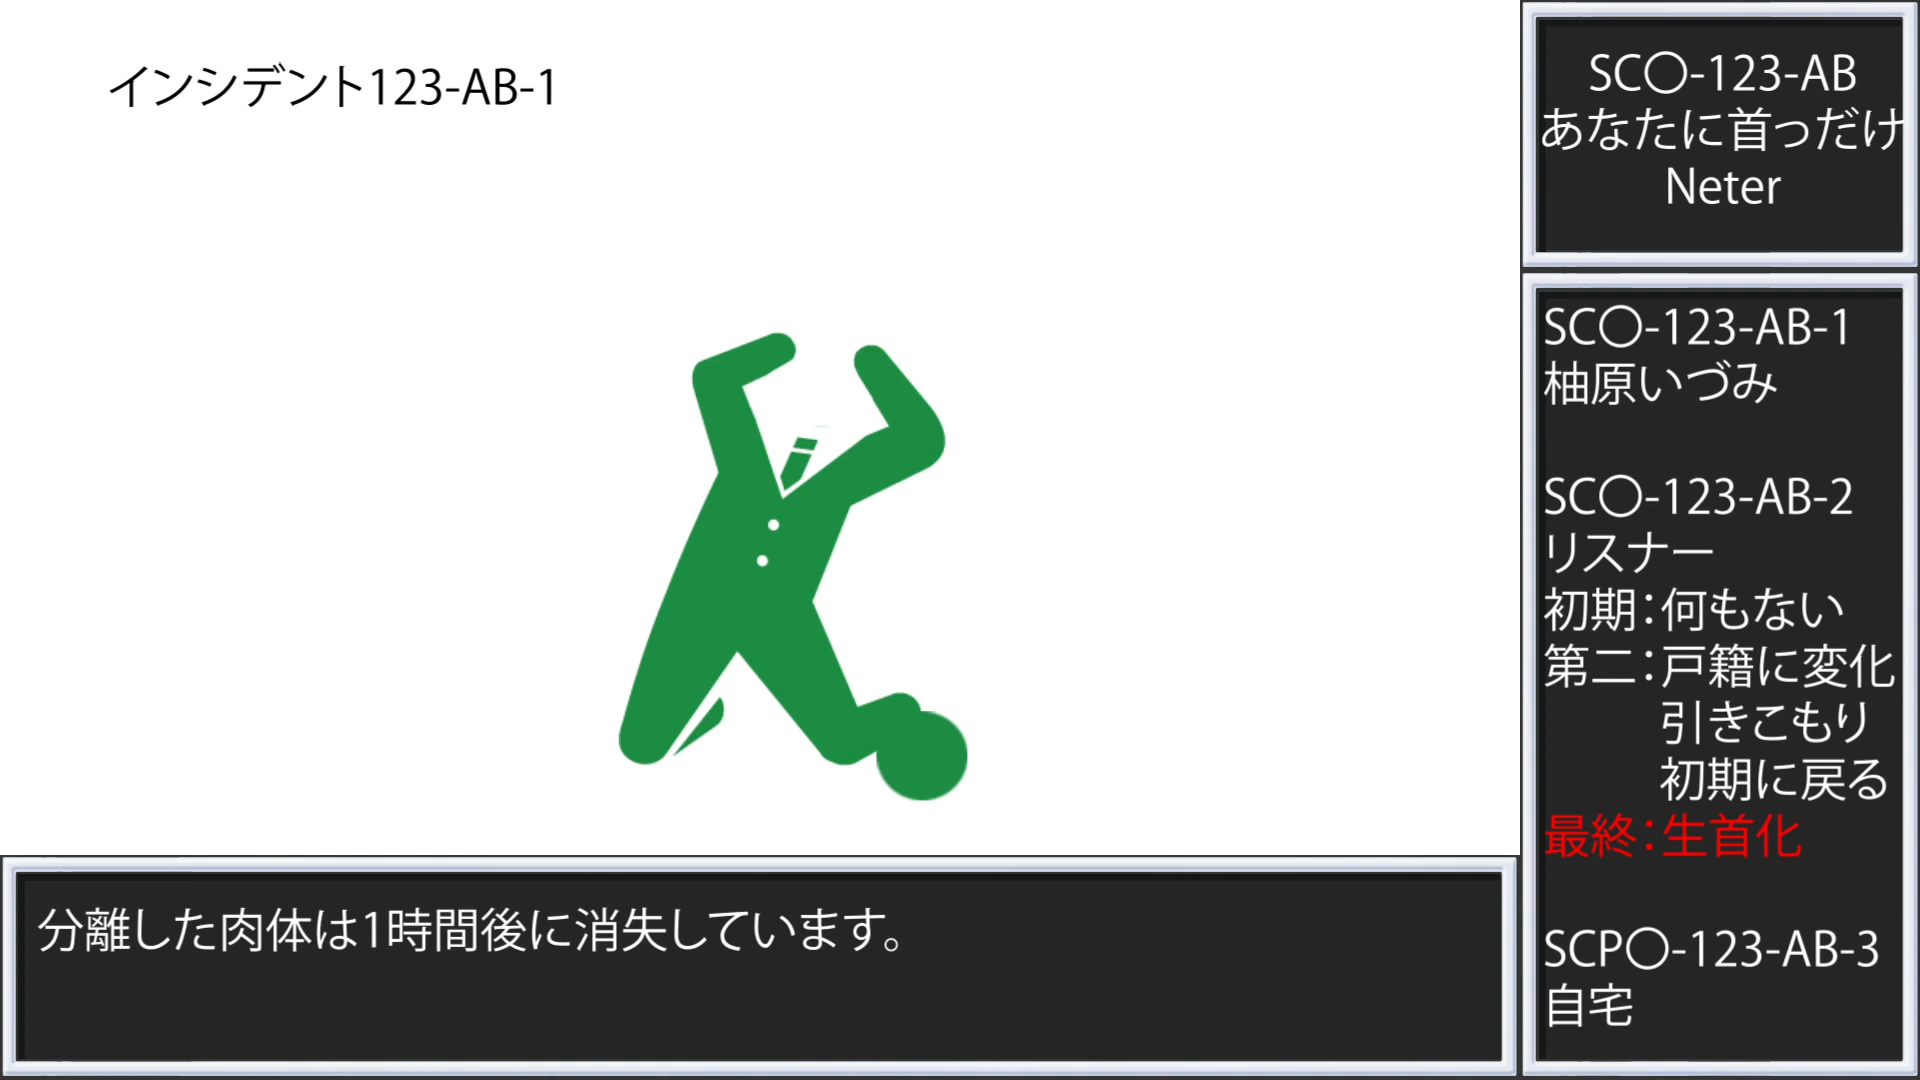 インシデント123-AB-1
SC〇-123-AB
あなたに首っだけ
Neter
SC〇-123-AB-1
柚原いづみ
SC〇-123-AB-2
リスナー
初期：何もない
第二：戸籍に変化
引きこもり
初期に戻る
最終：生首化
SCP〇-123-AB-3
自宅
分離した肉体は1時間後に消失しています。